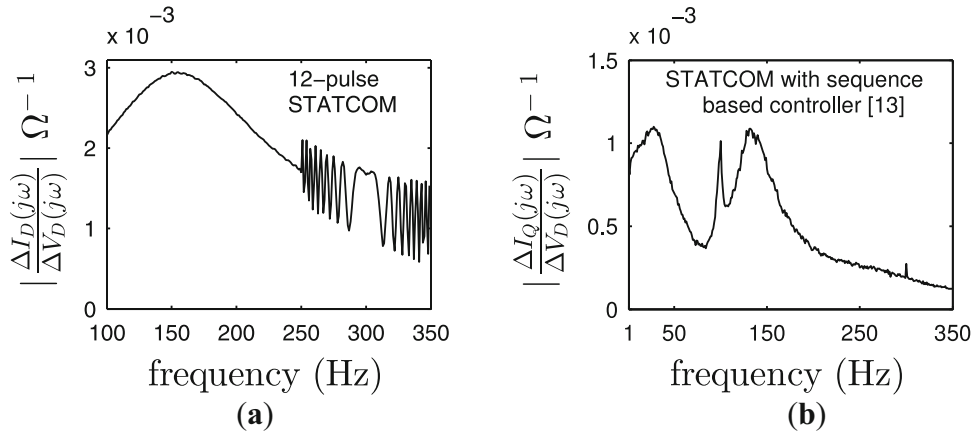 x 10⁻³
3
2
1
0
12−pulse
STATCOM
|ΔI_D(jω)/ΔV_D(jω)| Ω⁻¹
100 150 200 250 300 350
frequency (Hz)
(a)
x 10⁻³
1.5
1
0.5
0
STATCOM with sequence
based controller [13]
|ΔI_Q(jω)/ΔV_D(jω)| Ω⁻¹
1 50 150 250 350
frequency (Hz)
(b)